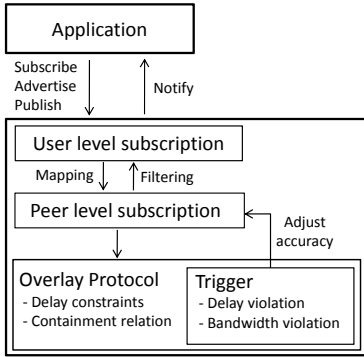 Application
Subscribe
Advertise
Publish
Notify
User level subscription
Mapping
Filtering
Peer level subscription
Adjust
accuracy
Overlay Protocol
- Delay constraints
- Containment relation
Trigger
- Delay violation
- Bandwidth violation